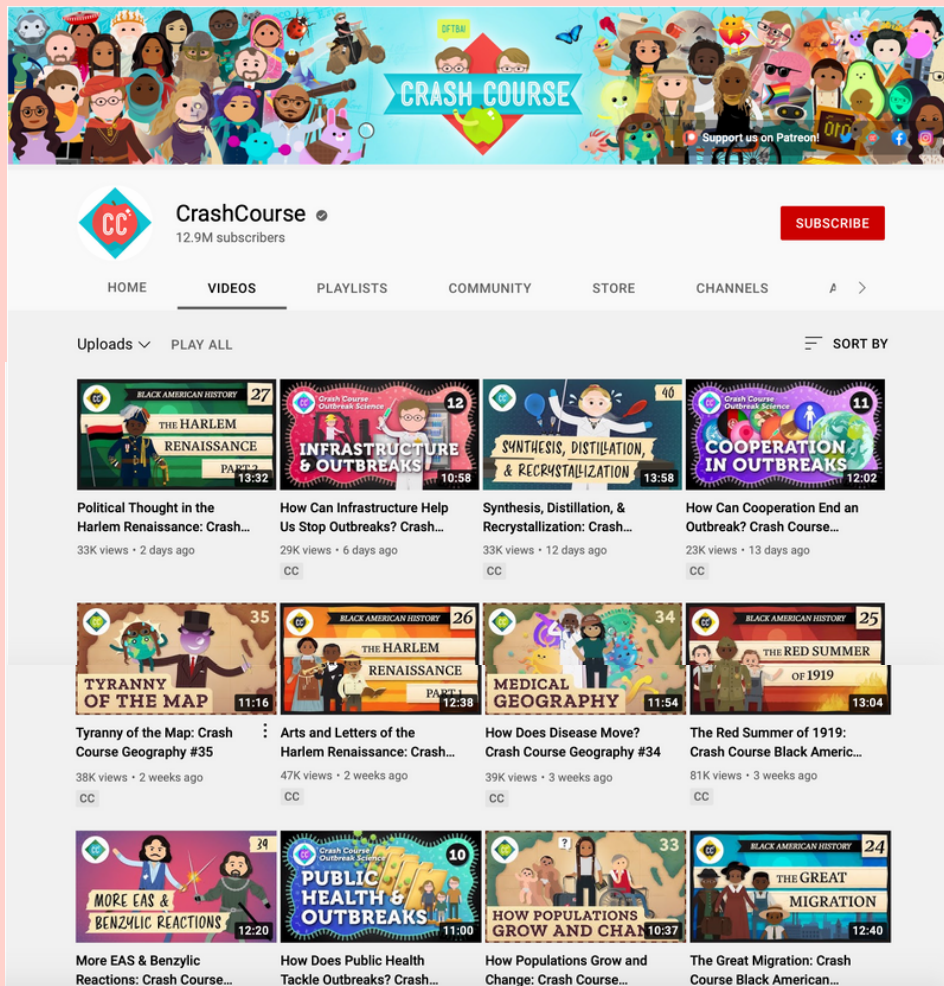 DFTBA!
CRASH COURSE
Support us on Patreon!
CC
CrashCourse
12.9M subscribers
SUBSCRIBE
HOME VIDEOS PLAYLISTS COMMUNITY STORE CHANNELS
Uploads PLAY ALL SORT BY
CC BLACK AMERICAN HISTORY 27
THE HARLEM
RENAISSANCE
PART 2
13:32
Crash Course
Outbreak Science
12
INFRASTRUCTURE
& OUTBREAKS
10:58
40
SYNTHESIS, DISTILLATION,
& RECRYSTALLIZATION
13:58
Crash Course
Outbreak Science
11
COOPERATION
IN OUTBREAKS
12:02
Political Thought in the
Harlem Renaissance: Crash...
33K views • 2 days ago
How Can Infrastructure Help
Us Stop Outbreaks? Crash...
29K views • 6 days ago
CC
Synthesis, Distillation, &
Recrystallization: Crash...
33K views • 12 days ago
CC
How Can Cooperation End an
Outbreak? Crash Course...
23K views • 13 days ago
CC
35
TYRANNY
OF THE MAP
11:16
CC BLACK AMERICAN HISTORY 26
THE HARLEM
RENAISSANCE
PART 1
12:38
34
MEDICAL
GEOGRAPHY
11:54
CC BLACK AMERICAN HISTORY 25
THE RED SUMMER
OF 1919
13:04
Tyranny of the Map: Crash
Course Geography #35
38K views • 2 weeks ago
CC
Arts and Letters of the
Harlem Renaissance: Crash...
47K views • 2 weeks ago
CC
How Does Disease Move?
Crash Course Geography #34
39K views • 3 weeks ago
CC
The Red Summer of 1919:
Crash Course Black Americ...
81K views • 3 weeks ago
CC
39
MORE EAS &
BENZYLIC REACTIONS
12:20
Crash Course
Outbreak Science
10
PUBLIC
HEALTH &
OUTBREAKS
11:00
?
33
HOW POPULATIONS
GROW AND CHAN
10:37
CC BLACK AMERICAN HISTORY 24
THE GREAT
MIGRATION
12:40
More EAS & Benzylic
Reactions: Crash Course...
How Does Public Health
Tackle Outbreaks? Crash...
How Populations Grow and
Change: Crash Course...
The Great Migration: Crash
Course Black American...